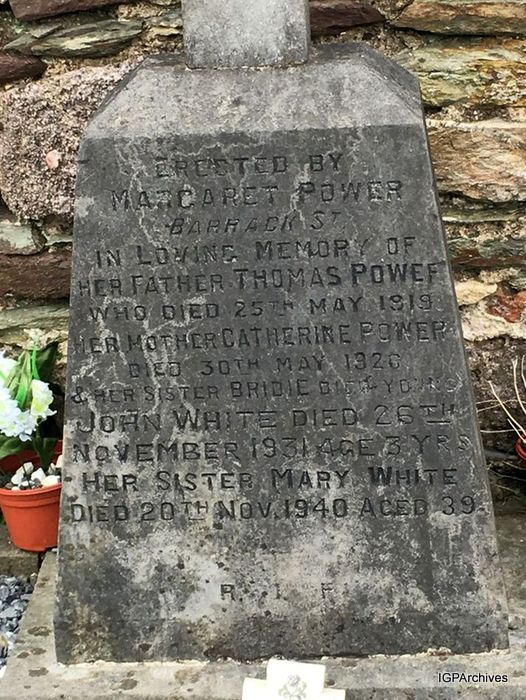 ERECTED BY
MARGARET POWER
BARRACK ST.
IN LOVING MEMORY OF
HER FATHER THOMAS POWER
WHO DIED 25TH MAY 1919
HER MOTHER CATHERINE POWER
DIED 30TH MAY 1926
& HER SISTER BRIDIE DIED YOUNG
JOHN WHITE DIED 26TH
NOVEMBER 1931 AGE 3 YRS
HER SISTER MARY WHITE
DIED 20TH NOV. 1940 AGED 39
R. I. P.
IGPArchives